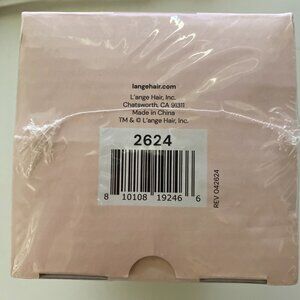 langehair.com
L'ange Hair, Inc.
Chatsworth, CA 91311
Made in China
TM & © L'ange Hair, Inc.
2624
8 10108 19246 6
REV 042624